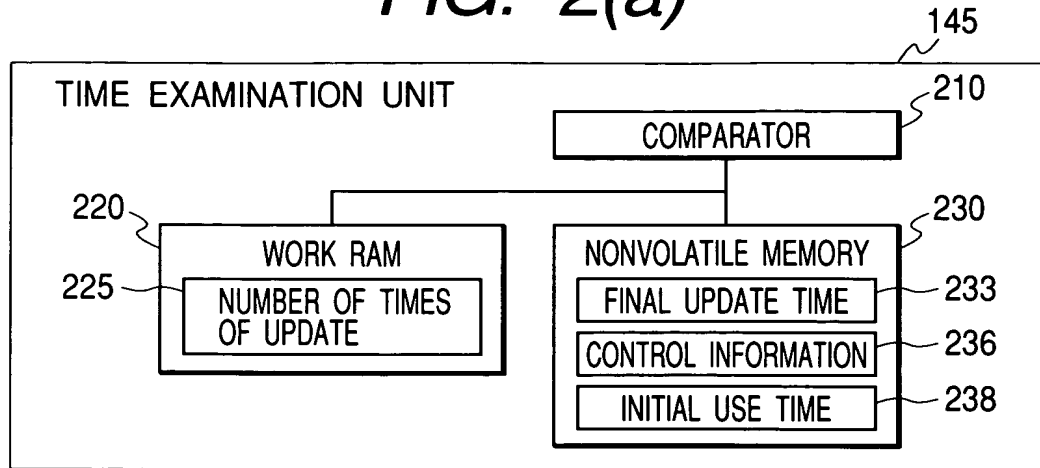 FIG. 2(a)
145
TIME EXAMINATION UNIT
210
COMPARATOR
220
WORK RAM
225
NUMBER OF TIMES
OF UPDATE
230
NONVOLATILE MEMORY
FINAL UPDATE TIME
233
CONTROL INFORMATION
236
INITIAL USE TIME
238